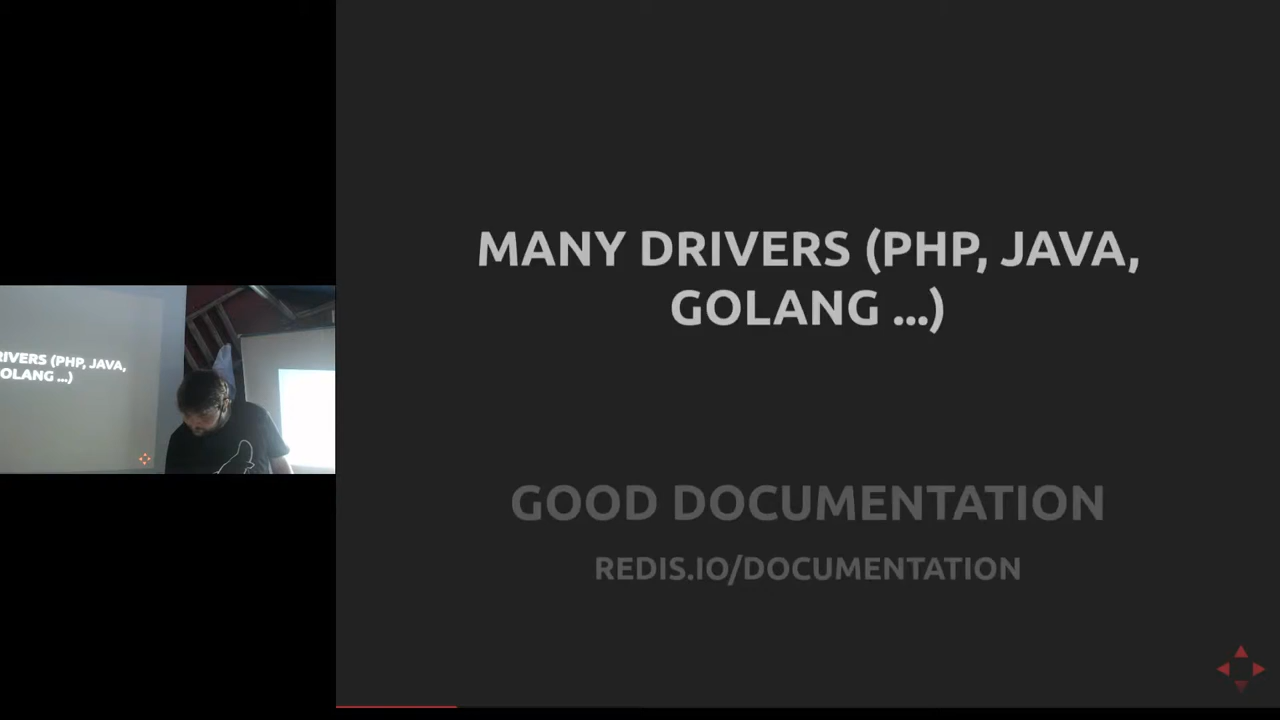 MANY DRIVERS (PHP, JAVA,
GOLANG ...)
GOOD DOCUMENTATION
REDIS.IO/DOCUMENTATION
RIVERS (PHP, JAVA,
OLANG ...)